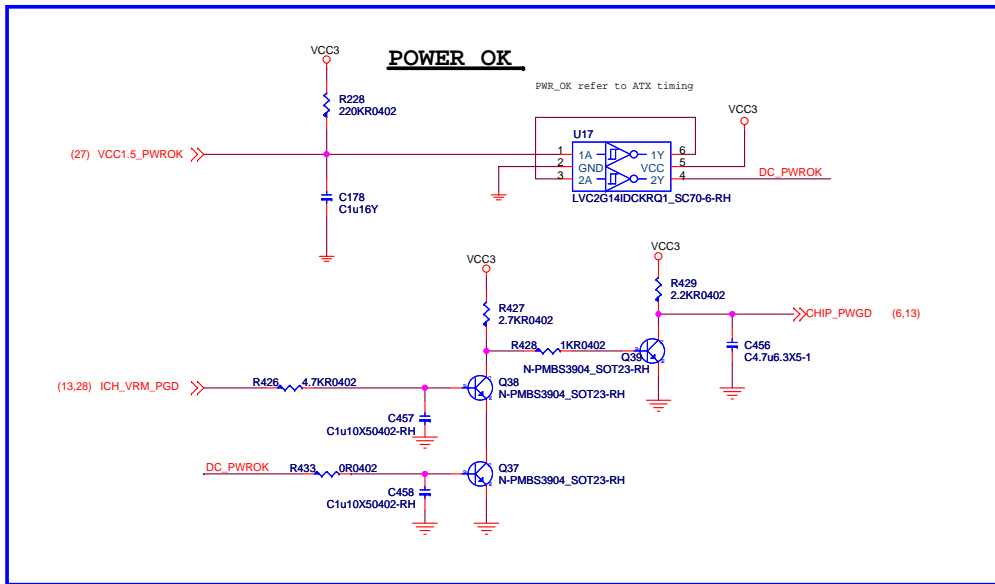 POWER OK
PWR_OK refer to ATX timing
VCC3
R228
220KR0402
(27) VCC1.5_PWROK
C178
C1u16Y
VCC3
U17
1 1A 1Y 6
2 GND VCC 5
3 2A 2Y 4
DC_PWROK
LVC2G14IDCKRQ1_SC70-6-RH
VCC3
R427
2.7KR0402
VCC3
R429
2.2KR0402
CHIP_PWGD (6,13)
R428 1KR0402
Q39
N-PMBS3904_SOT23-RH
C456
C4.7u6.3X5-1
(13,28) ICH_VRM_PGD
R426 4.7KR0402
Q38
N-PMBS3904_SOT23-RH
C457
C1u10X50402-RH
DC_PWROK
R433 0R0402
Q37
N-PMBS3904_SOT23-RH
C458
C1u10X50402-RH